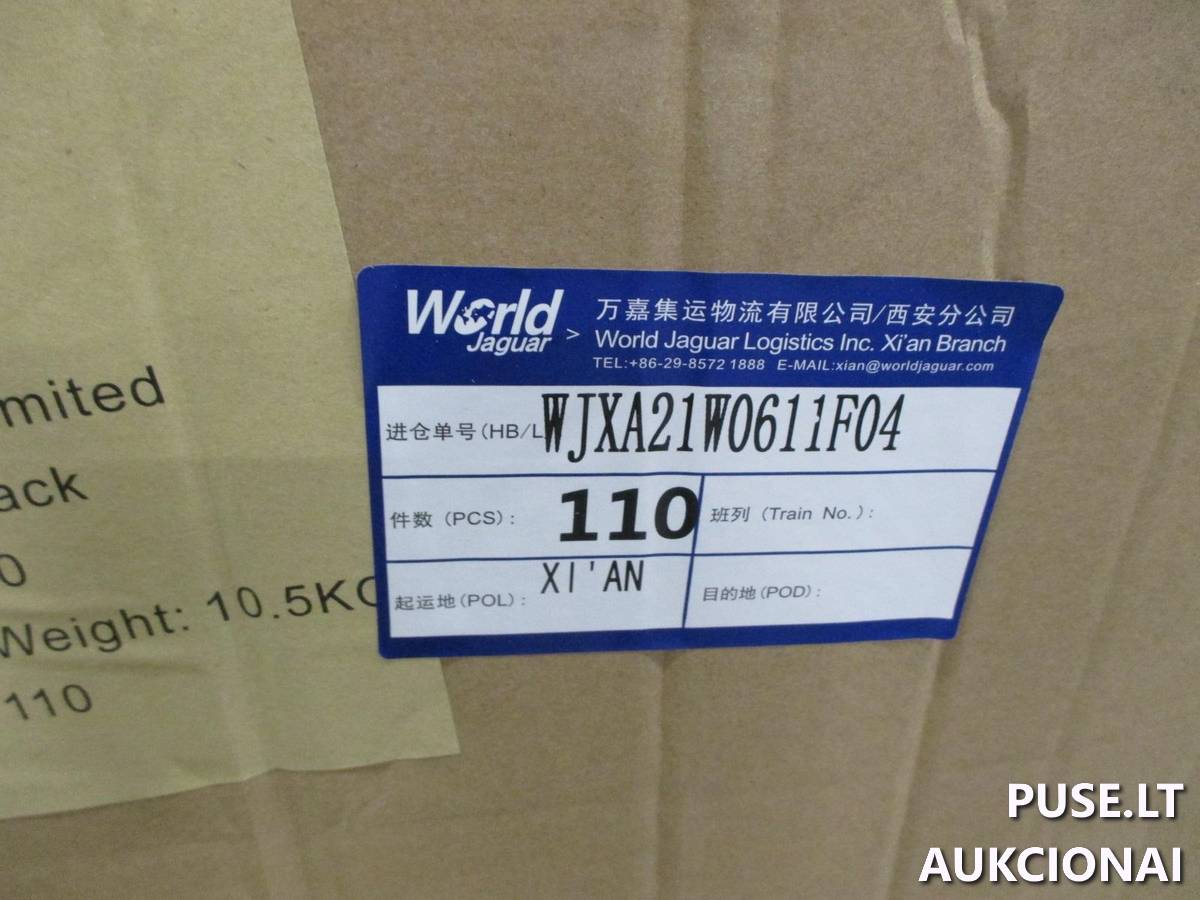 World
Jaguar
>
万嘉集运物流有限公司/西安分公司
World Jaguar Logistics Inc. Xi'an Branch
TEL:+86-29-8572 1888 E-MAIL:xian@worldjaguar.com
进仓单号(HB/L WJXA21W0611F04
件数 (PCS): 110
班列 (Train No.):
起运地(POL): XI'AN
目的地(POD):
mited
ack
0
Weight: 10.5KG
110
PUSE.LT
AUKCIONAI